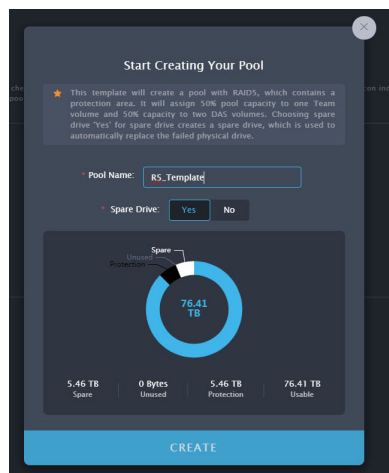 Start Creating Your Pool
This template will create a pool with RAID5, which contains a
protection area. It will assign 50% pool capacity to one Team
volume and 50% capacity to two DAS volumes. Choosing spare
drive 'Yes' for spare drive creates a spare drive, which is used to
automatically replace the failed physical drive.
* Pool Name: R5_Template
* Spare Drive: Yes No
Spare
Unused
Protection
76.41
TB
5.46 TB 0 Bytes 5.46 TB 76.41 TB
Spare Unused Protection Usable
CREATE